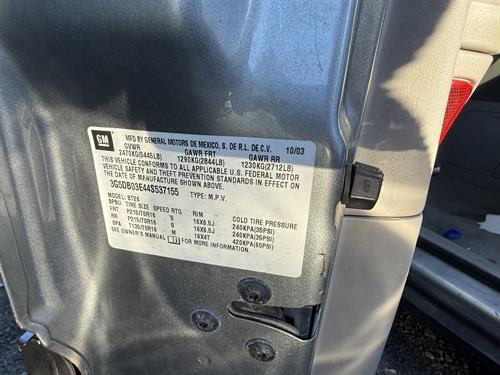 GM
MFD BY GENERAL MOTORS DE MEXICO, S. DE R.L. DE C.V. 10/03
GVWR GAWR FRT GAWR RR
2470KG(5445LB) 1290KG(2844LB) 1230KG(2712LB)
THIS VEHICLE CONFORMS TO ALL APPLICABLE U.S. FEDERAL MOTOR
VEHICLE SAFETY AND THEFT PREVENTION STANDARDS IN EFFECT ON
THE DATE OF MANUFACTURE SHOWN ABOVE.
3G5DB03E44S537155 TYPE: M.P.V.
MODEL: BT26
BPBU TIRE SIZE SPEED RTG RIM COLD TIRE PRESSURE
FRT P215/70R16 S 16X6.5J 240KPA(35PSI)
RR P215/70R16 S 16X6.5J 240KPA(35PSI)
SPA T135/70R16 M 16X4T 420KPA(60PSI)
SEE OWNER'S MANUAL FOR MORE INFORMATION.